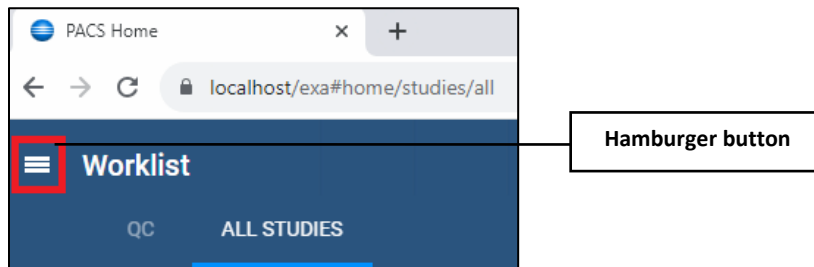 PACS Home
localhost/exa#home/studies/all
Hamburger button
Worklist
QC ALL STUDIES